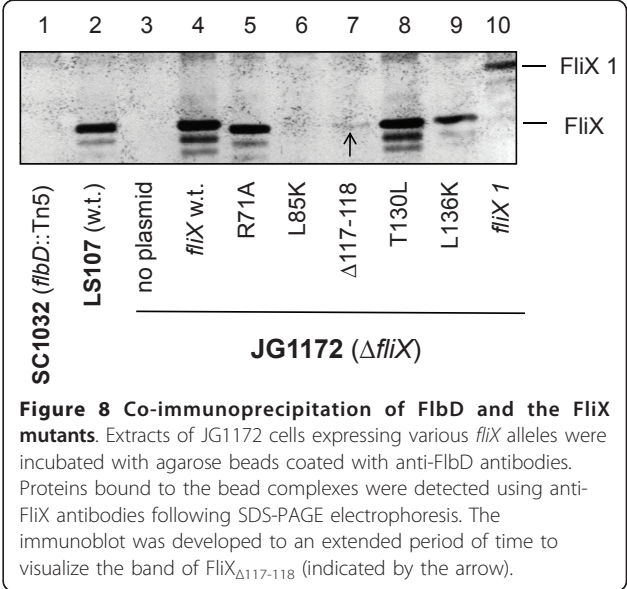 1 2 3 4 5 6 7 8 9 10
FliX 1
FliX
SC1032 (flbD::Tn5)
LS107 (w.t.)
no plasmid
fliX w.t.
R71A
L85K
Δ117-118
T130L
L136K
fliX 1
JG1172 (ΔfliX)
Figure 8 Co-immunoprecipitation of FlbD and the FliX
mutants. Extracts of JG1172 cells expressing various fliX alleles were
incubated with agarose beads coated with anti-FlbD antibodies.
Proteins bound to the bead complexes were detected using anti-
FliX antibodies following SDS-PAGE electrophoresis. The
immunoblot was developed to an extended period of time to
visualize the band of FliXΔ117-118 (indicated by the arrow).